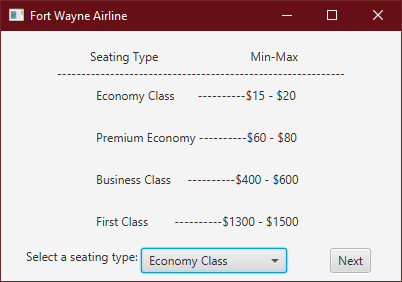 Fort Wayne Airline
Seating Type Min-Max
------------------------------------------------------------
Economy Class ----------$15 - $20
Premium Economy ----------$60 - $80
Business Class ----------$400 - $600
First Class ----------$1300 - $1500
Select a seating type: Economy Class Next